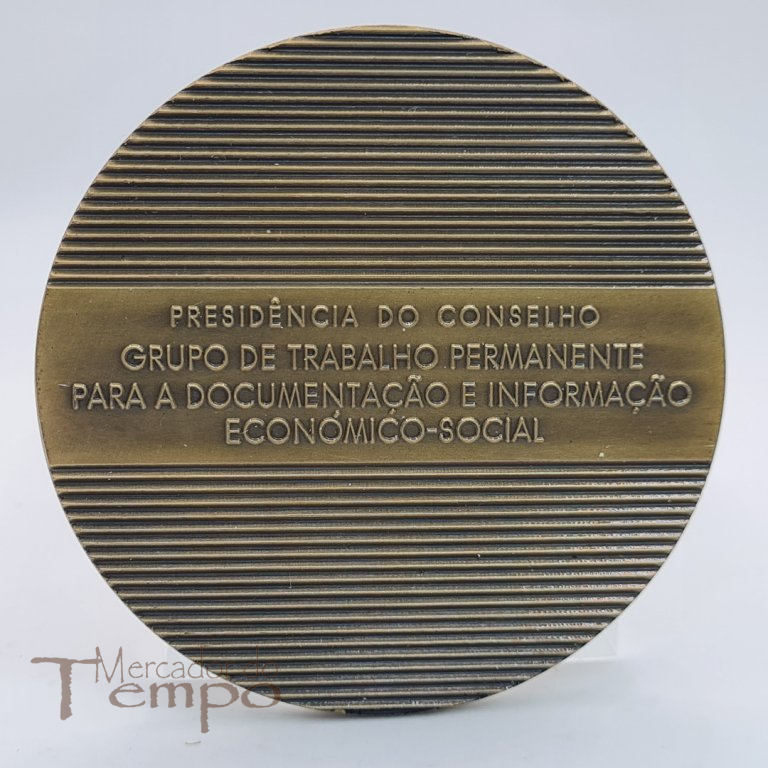 PRESIDÊNCIA DO CONSELHO
GRUPO DE TRABALHO PERMANENTE
PARA A DOCUMENTAÇÃO E INFORMAÇÃO
ECONÓMICO-SOCIAL
Mercador do
Tempo